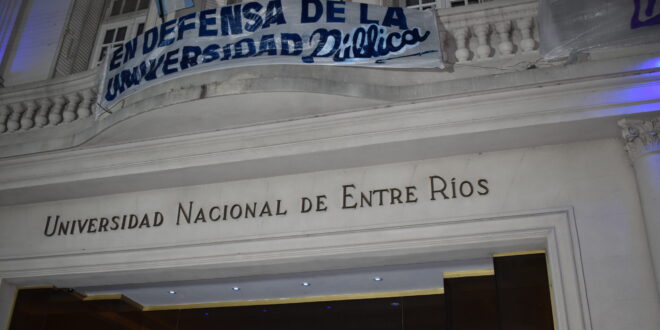 EN DEFENSA DE LA
UNIVERSIDAD Pública
Universidad Nacional de Entre Ríos